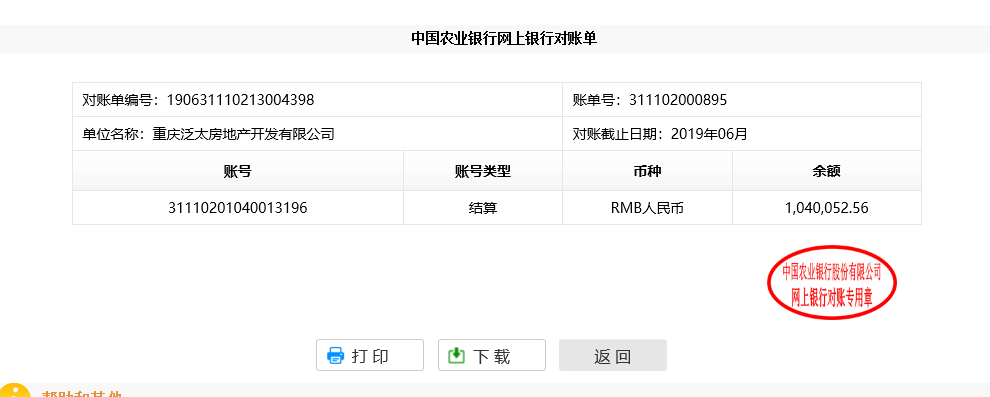 中国农业银行网上银行对账单
对账单编号：190631110213004398 账单号：311102000895
单位名称：重庆泛太房地产开发有限公司 对账截止日期：2019年06月
账号 账号类型 币种 余额
31110201040013196 结算 RMB人民币 1,040,052.56
中国农业银行股份有限公司
网上银行对账专用章
打印 下载 返回
帮助和其他